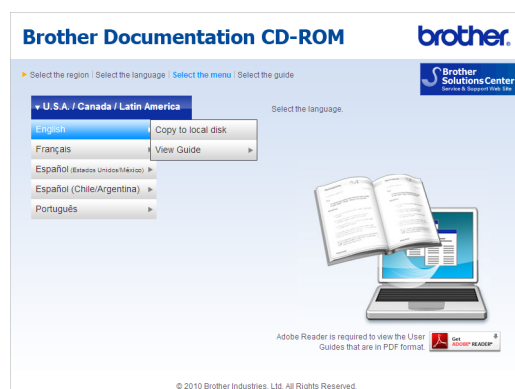 Brother Documentation CD-ROM
brother
Select the region | Select the language | Select the menu | Select the guide
Brother
Solutions Center
Service & Support Web Site
U.S.A. / Canada / Latin America
Select the language.
English
Copy to local disk
Français
View Guide
Español (Estados Unidos/México)
Español (Chile/Argentina)
Português
Adobe Reader is required to view the User
Guides that are in PDF format.
Get
ADOBE® READER®
© 2010 Brother Industries, Ltd. All Rights Reserved.